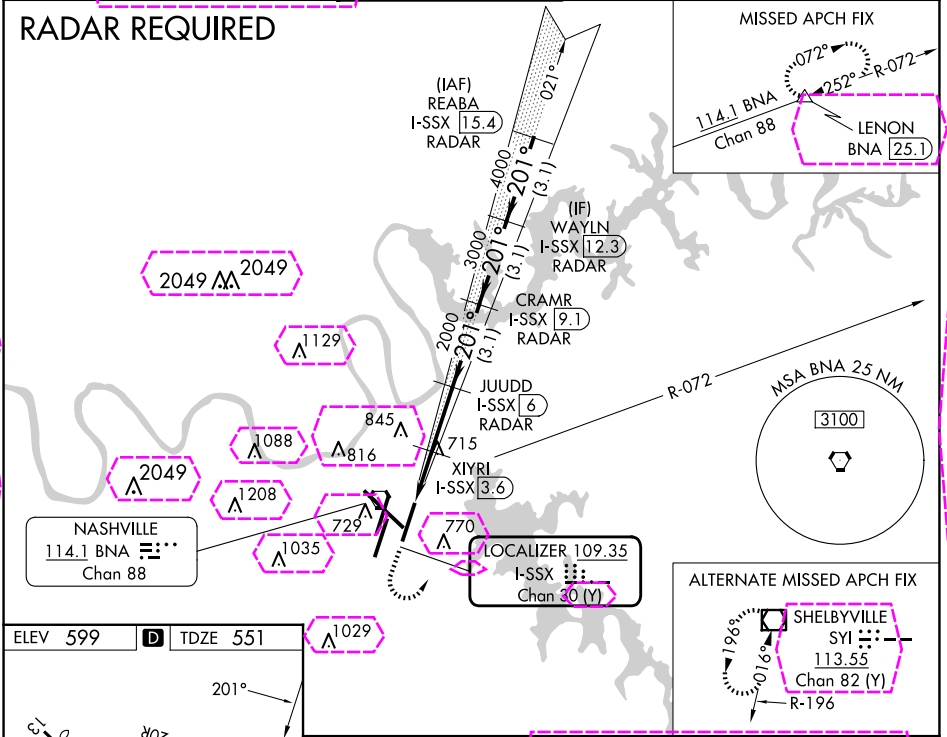 RADAR REQUIRED
(IAF)
REABA
I-SSX 15.4
RADAR
021°
4000
201°
(3.1)
(IF)
WAYLN
I-SSX 12.3
RADAR
3000
201°
(3.1)
CRAMR
I-SSX 9.1
RADAR
2000
201°
(3.1)
JUUDD
I-SSX 6
RADAR
715
XIYRI
I-SSX 3.6
R-072
MISSED APCH FIX
072°
252°
R-072
114.1 BNA
Chan 88
LENON
BNA 25.1
2049
2049
1129
845
816
1088
2049
1208
729
1035
770
1029
NASHVILLE
114.1 BNA
Chan 88
LOCALIZER 109.35
I-SSX
Chan 30 (Y)
MSA BNA 25 NM
3100
ALTERNATE MISSED APCH FIX
SHELBYVILLE
SYI
113.55
Chan 82 (Y)
196°
016°
R-196
ELEV 599
D
TDZE 551
201°
13
20R